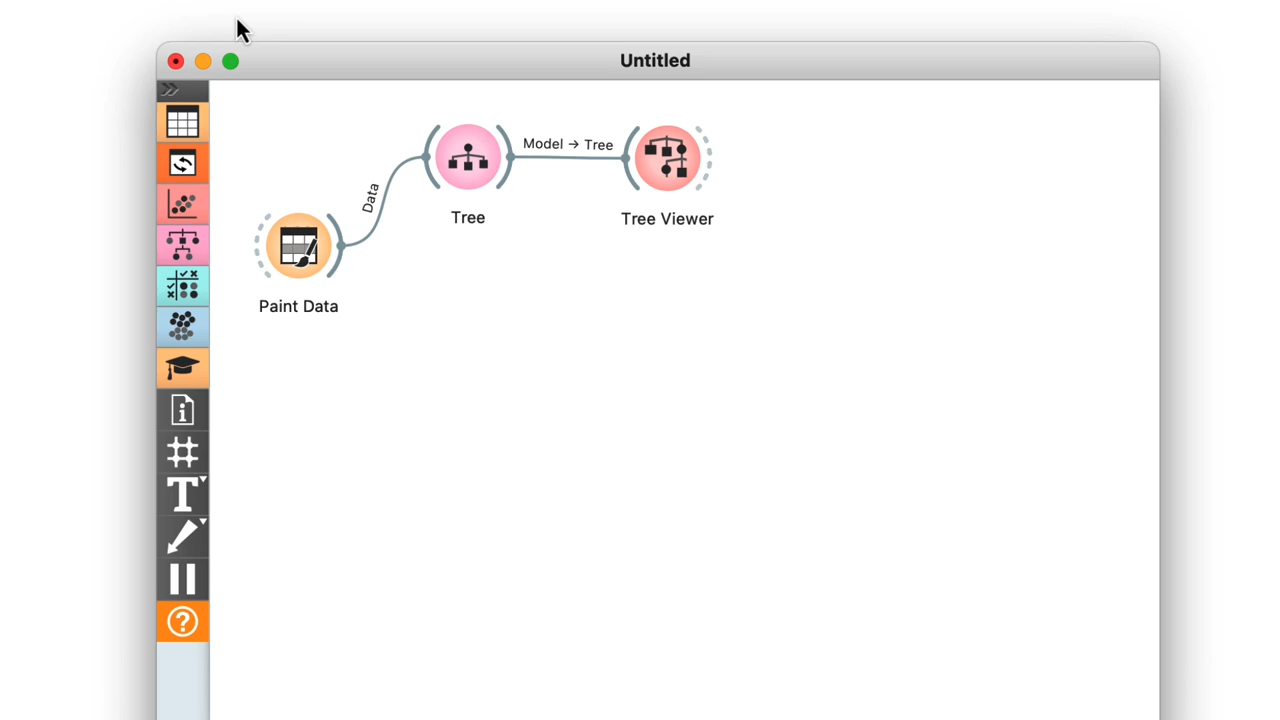 Untitled
Model → Tree
Data
Tree
Tree Viewer
Paint Data